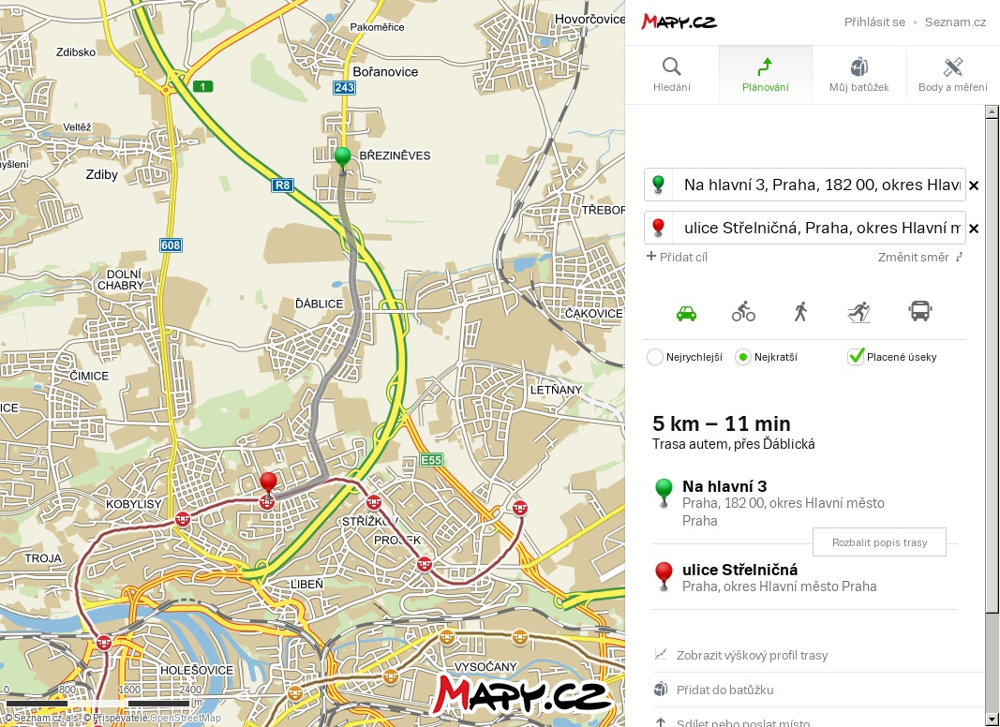 Hovorčovice
Pakoměřice
Zdibsko
Bořanovice
1
243
Veltěž
BŘEZINĚVES
Zdiby
R8
TŘEBOR
608
DOLNÍ
CHABRY
ĎÁBLICE
ČAKOVICE
ČIMICE
LETŇANY
ICE
E55
KOBYLISY
STŘÍŽKOV
PROSEK
TROJA
LIBEŇ
HOLEŠOVICE
VYSOČANY
MAPY.CZ
0 800 1600 2400
m
© Seznam.cz, a.s. © Přispěvatelé OpenStreetMap
MAPY.CZ
Přihlásit se • Seznam.cz
Hledání Plánování Můj batůžek Body a měření
Na hlavní 3, Praha, 182 00, okres Hlavi
ulice Střelničná, Praha, okres Hlavní m
Přidat cíl Změnit směr
Nejrychlejší Nejkratší Placené úseky
5 km – 11 min
Trasa autem, přes Ďáblická
Na hlavní 3
Praha, 182 00, okres Hlavní město
Praha
Rozbalit popis trasy
ulice Střelničná
Praha, okres Hlavní město Praha
Zobrazit výškový profil trasy
Přidat do batůžku
Sdílet nebo poslat místo